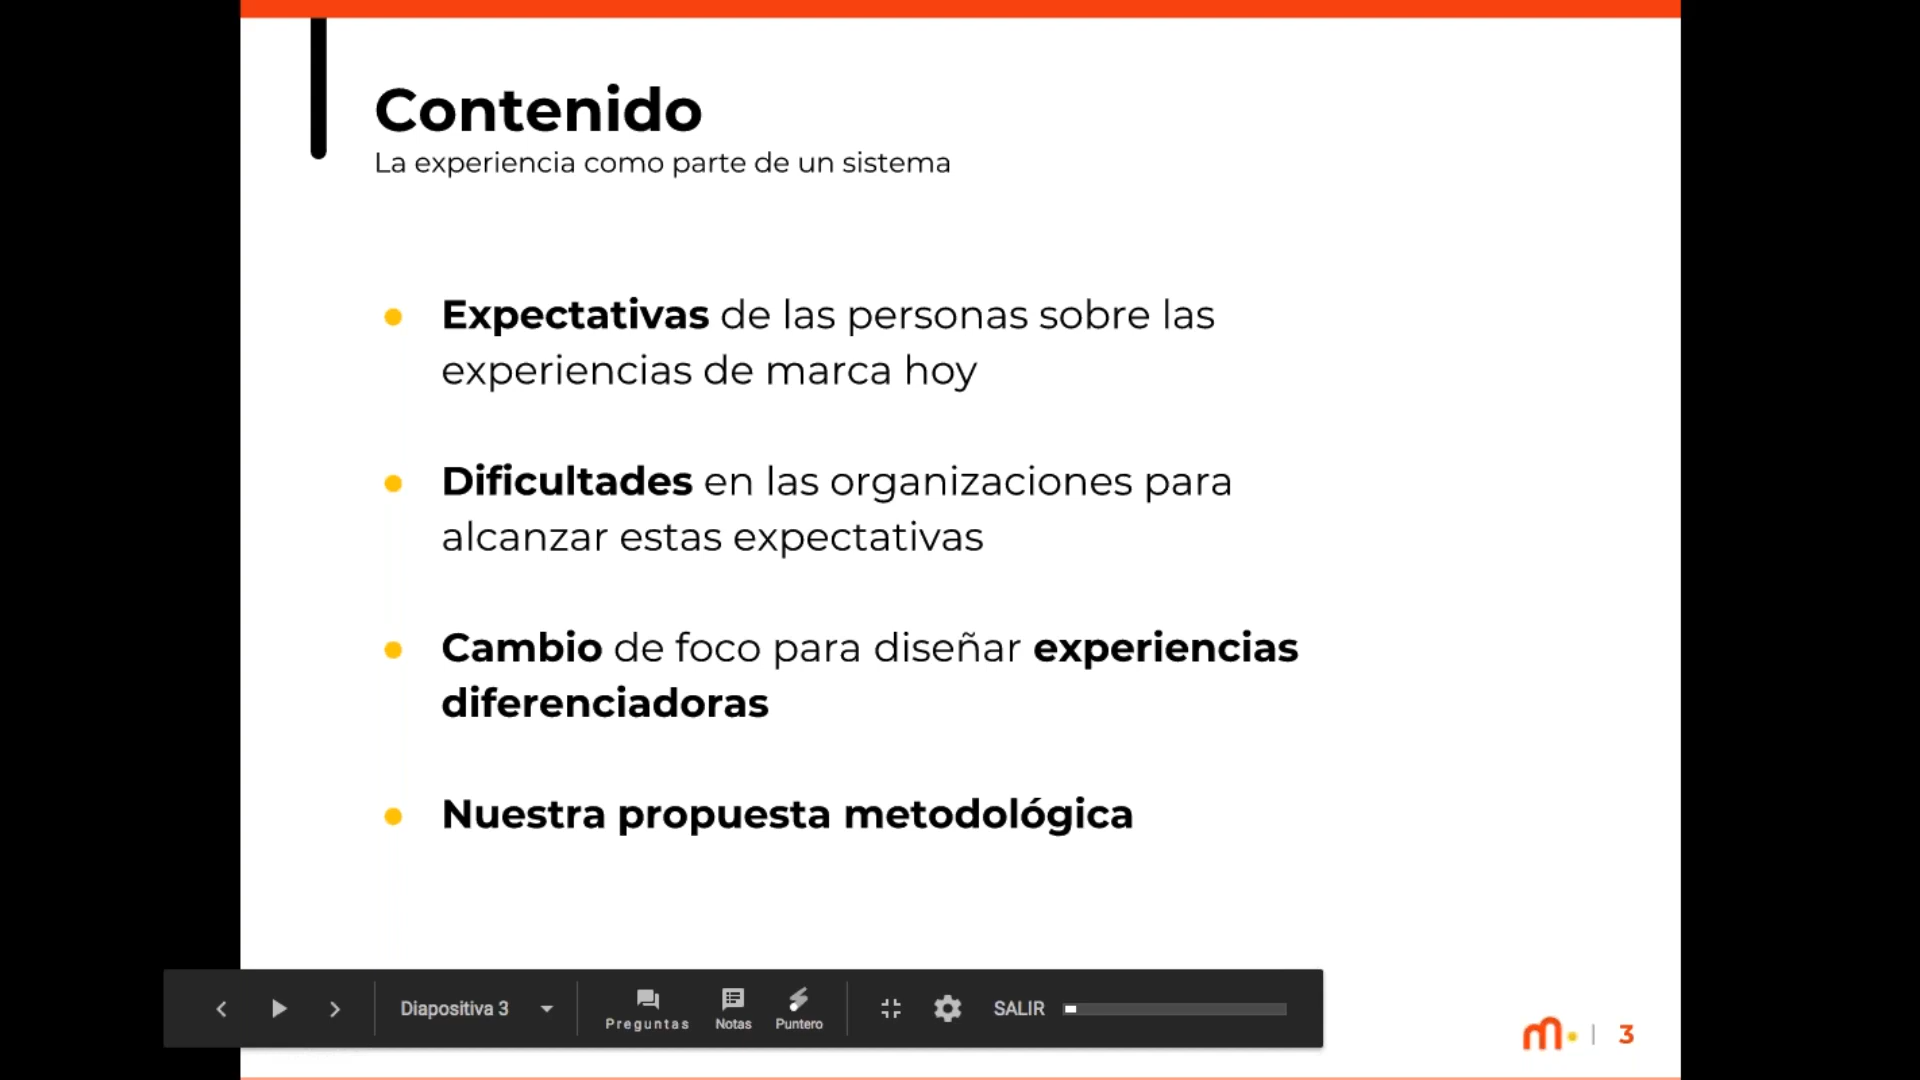 Contenido
La experiencia como parte de un sistema
Expectativas de las personas sobre las
experiencias de marca hoy
Dificultades en las organizaciones para
alcanzar estas expectativas
Cambio de foco para diseñar experiencias
diferenciadoras
Nuestra propuesta metodológica
Diapositiva 3
Preguntas
Notas
Puntero
SALIR
m. | 3